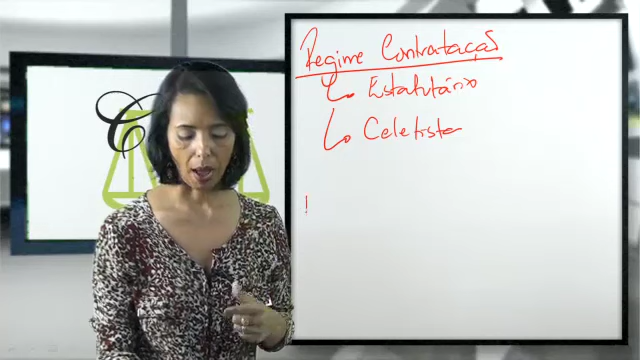 Regime Contratação
↳ Estatutário
↳ Celetista
!
C